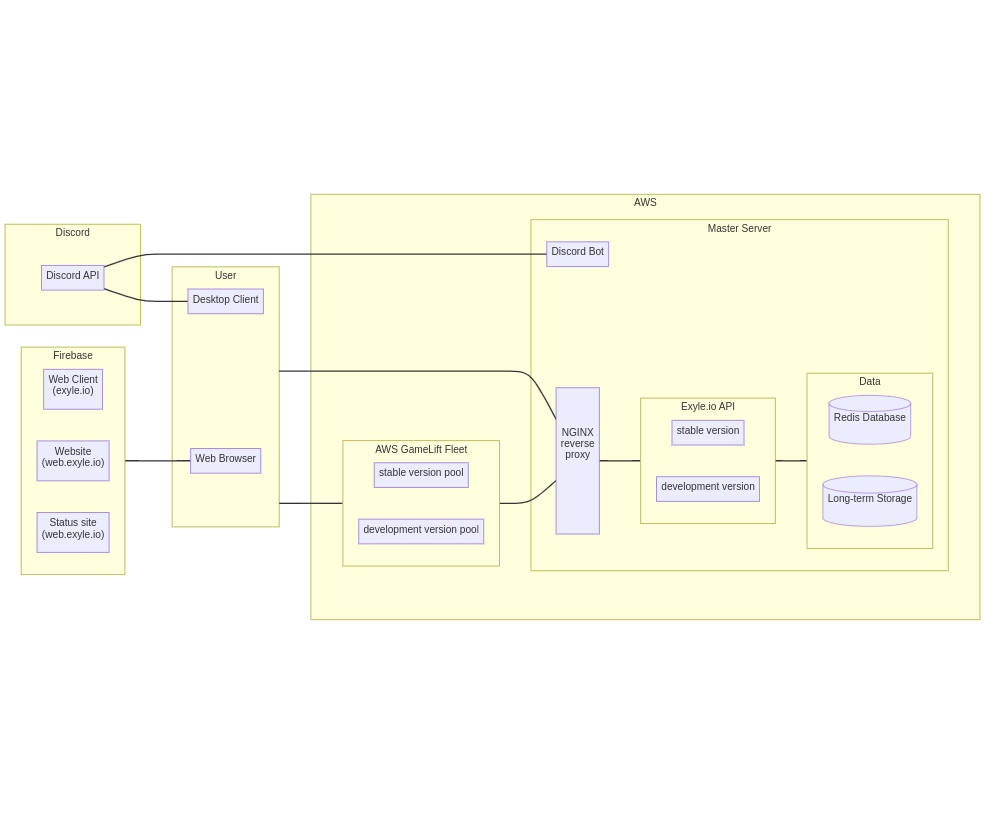 AWS
Master Server
Discord
Discord API
Discord Bot
User
Desktop Client
Web Browser
Firebase
Web Client
(exyle.io)
Website
(web.exyle.io)
Status site
(web.exyle.io)
AWS GameLift Fleet
stable version pool
development version pool
NGINX
reverse
proxy
Exyle.io API
stable version
development version
Data
Redis Database
Long-term Storage